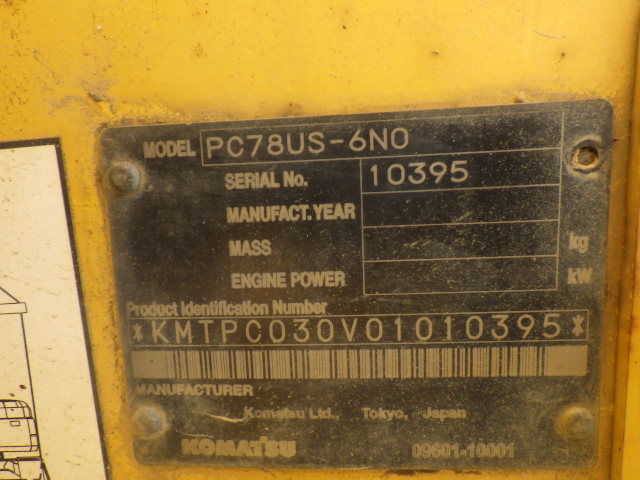 MODEL PC78US-6N0
SERIAL No. 10395
MANUFACT.YEAR
MASS kg
ENGINE POWER kW
Product Identification Number
*KMTPC030V01010395*
MANUFACTURER
Komatsu Ltd., Tokyo, Japan
KOMATSU 09601-10001